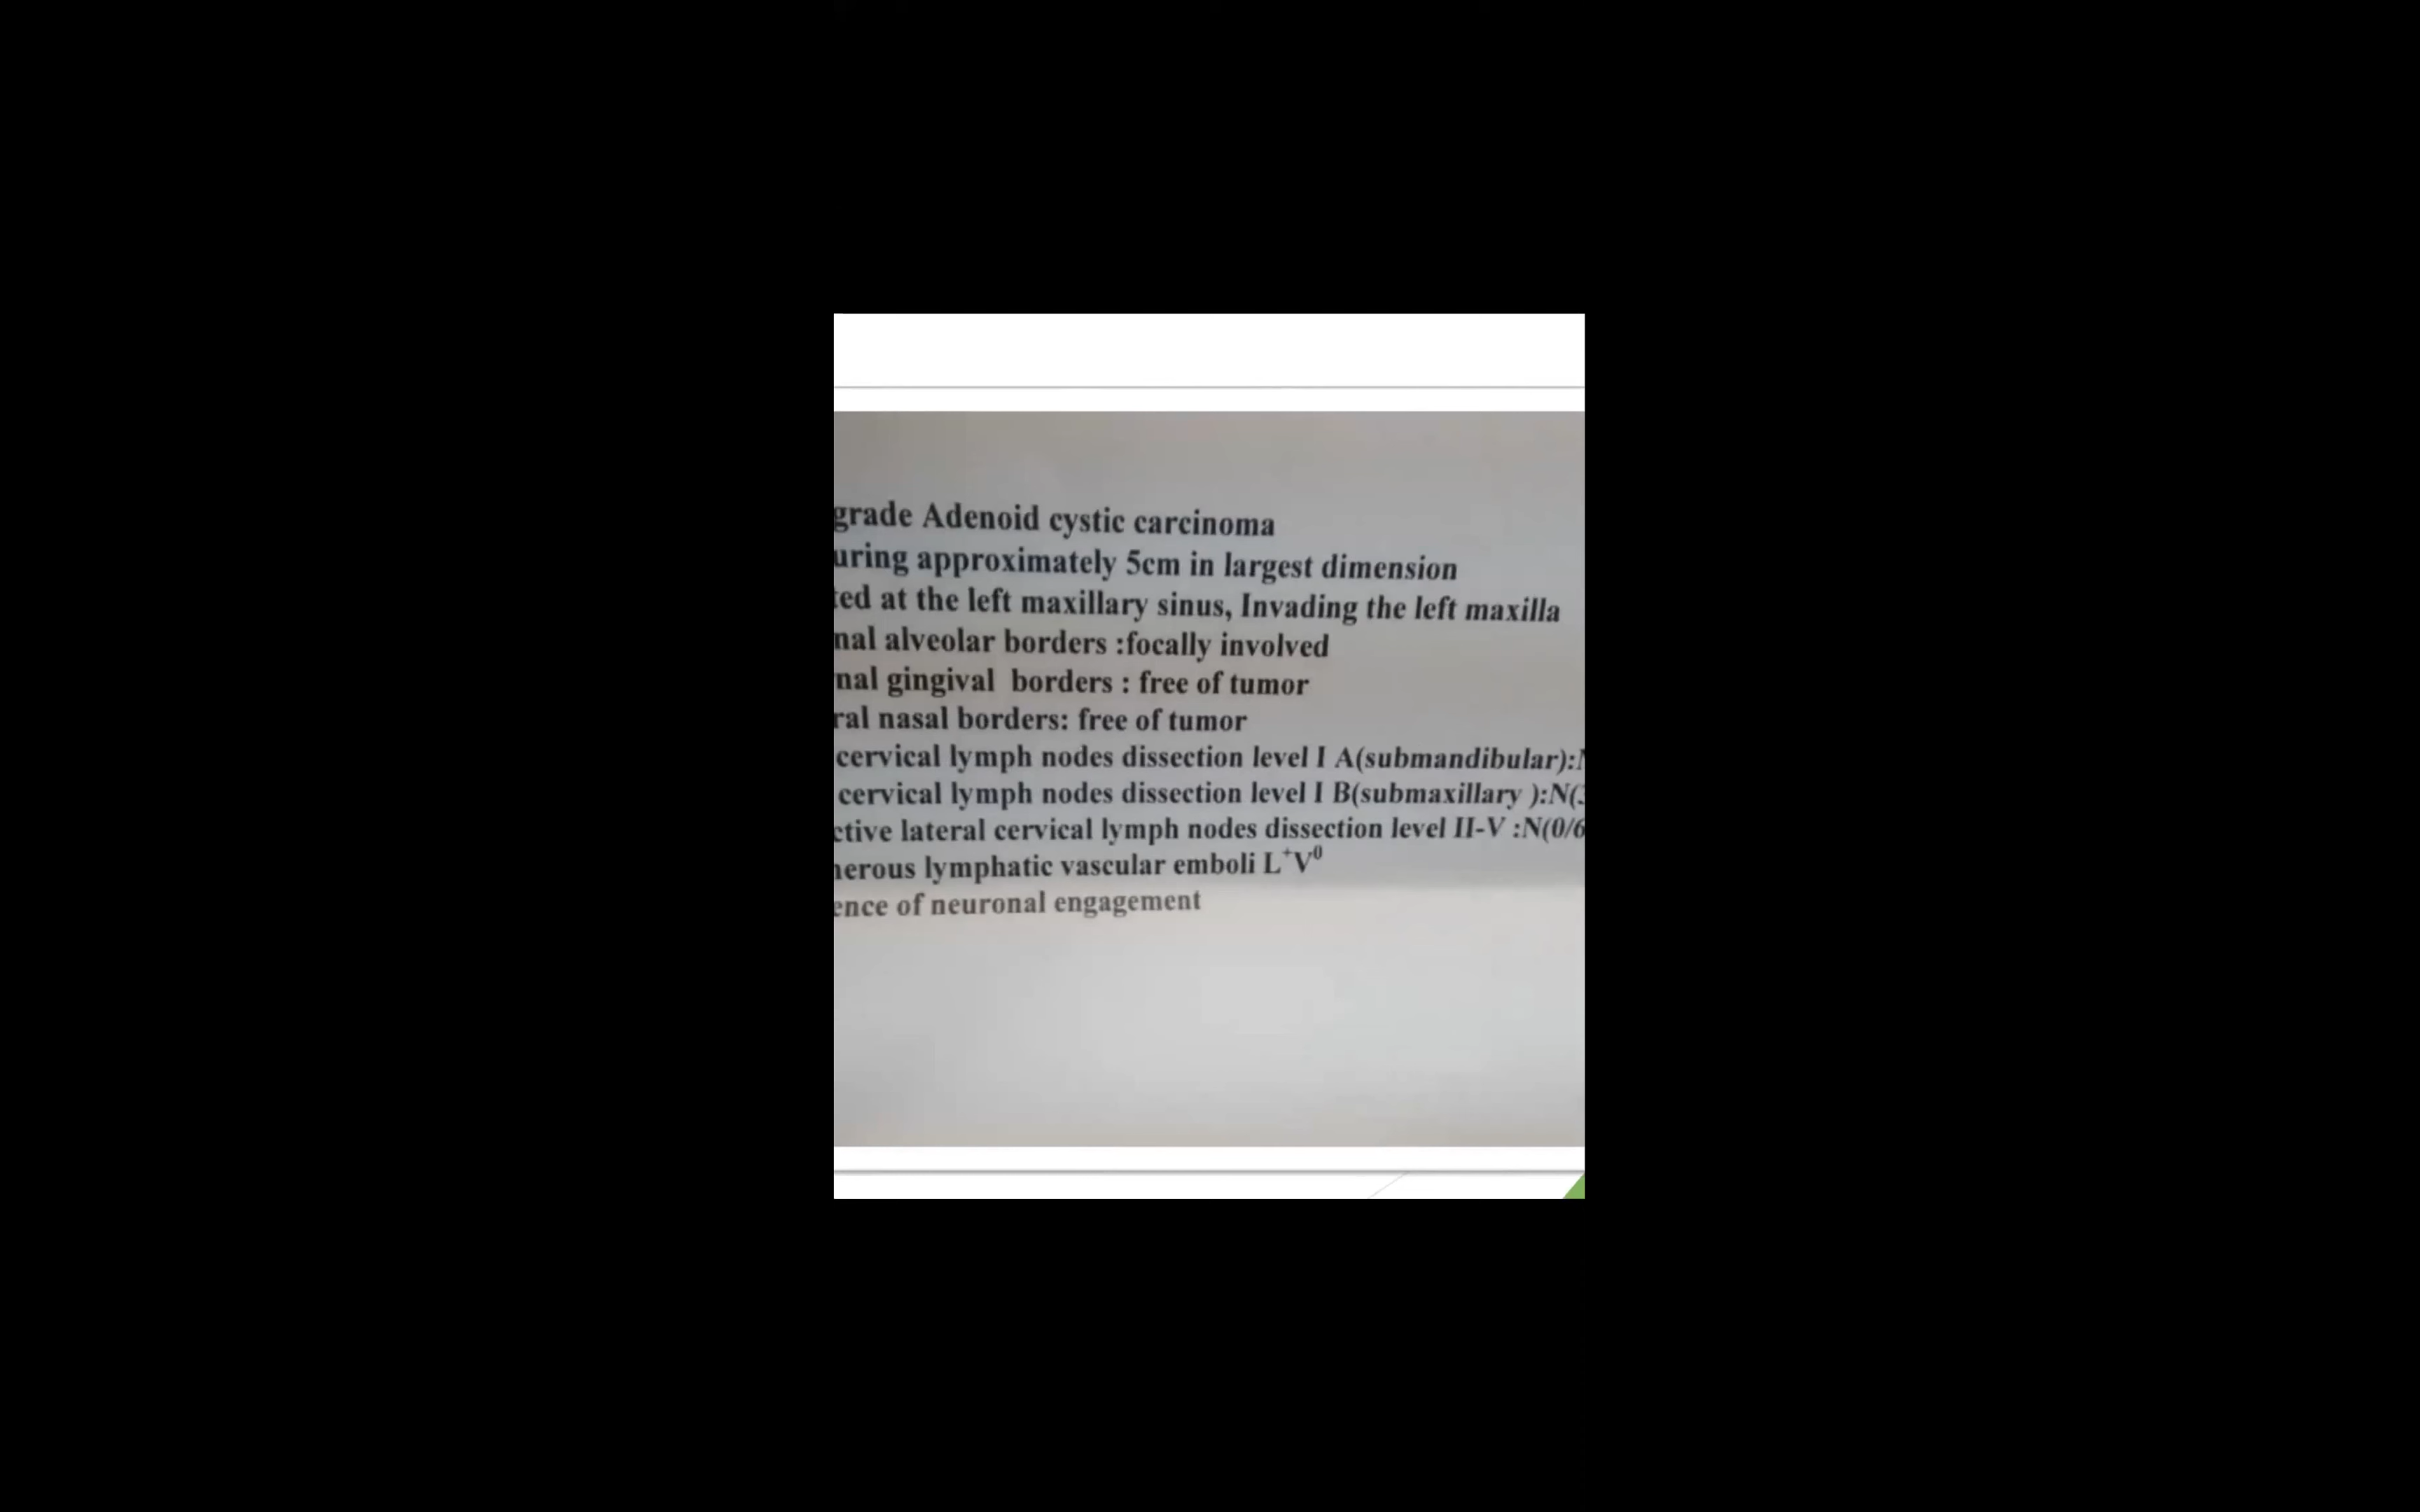 grade Adenoid cystic carcinoma
uring approximately 5cm in largest dimension
ted at the left maxillary sinus, Invading the left maxilla
nal alveolar borders :focally involved
nal gingival borders : free of tumor
ral nasal borders: free of tumor
cervical lymph nodes dissection level I A(submandibular):N
cervical lymph nodes dissection level I B(submaxillary ):N(3
ctive lateral cervical lymph nodes dissection level II-V :N(0/6
nerous lymphatic vascular emboli L⁺V⁰
ence of neuronal engagement